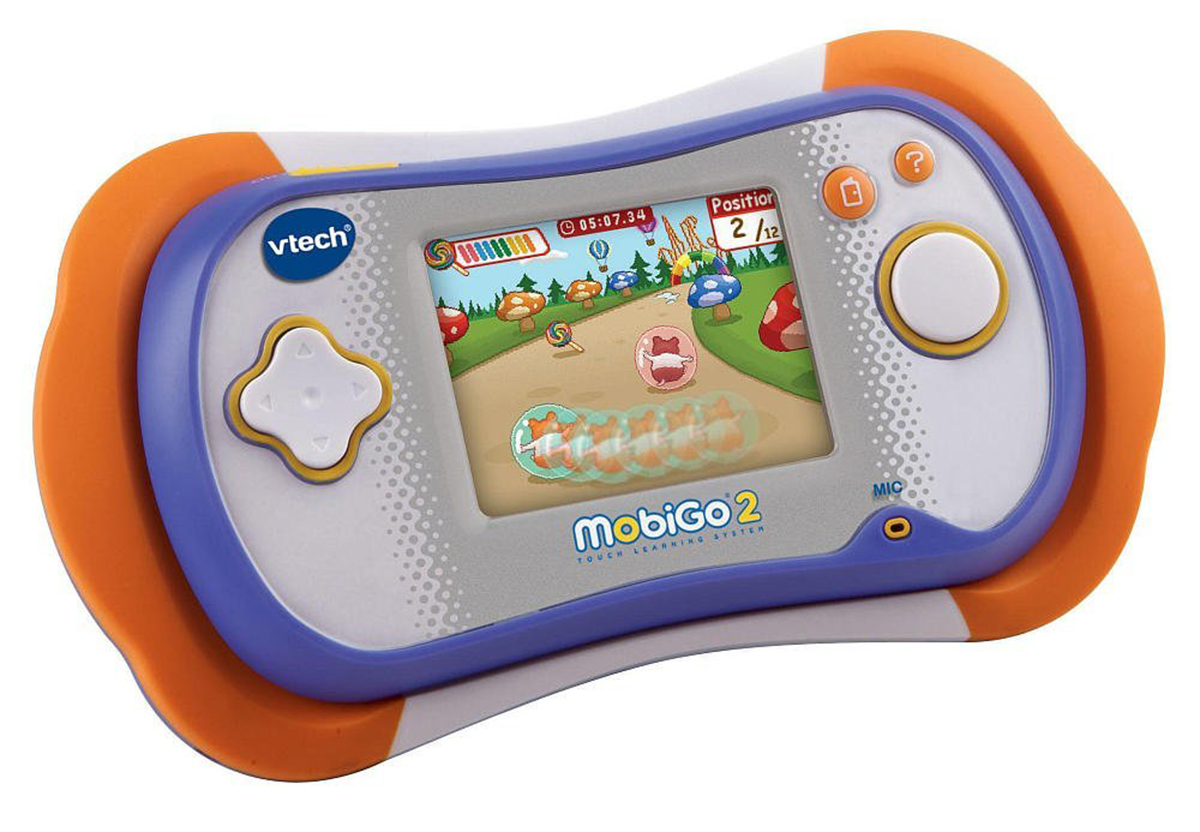 vtech®
05:07.34
Position
2 /12
?
MIC
MobiGo® 2
TOUCH LEARNING SYSTEM